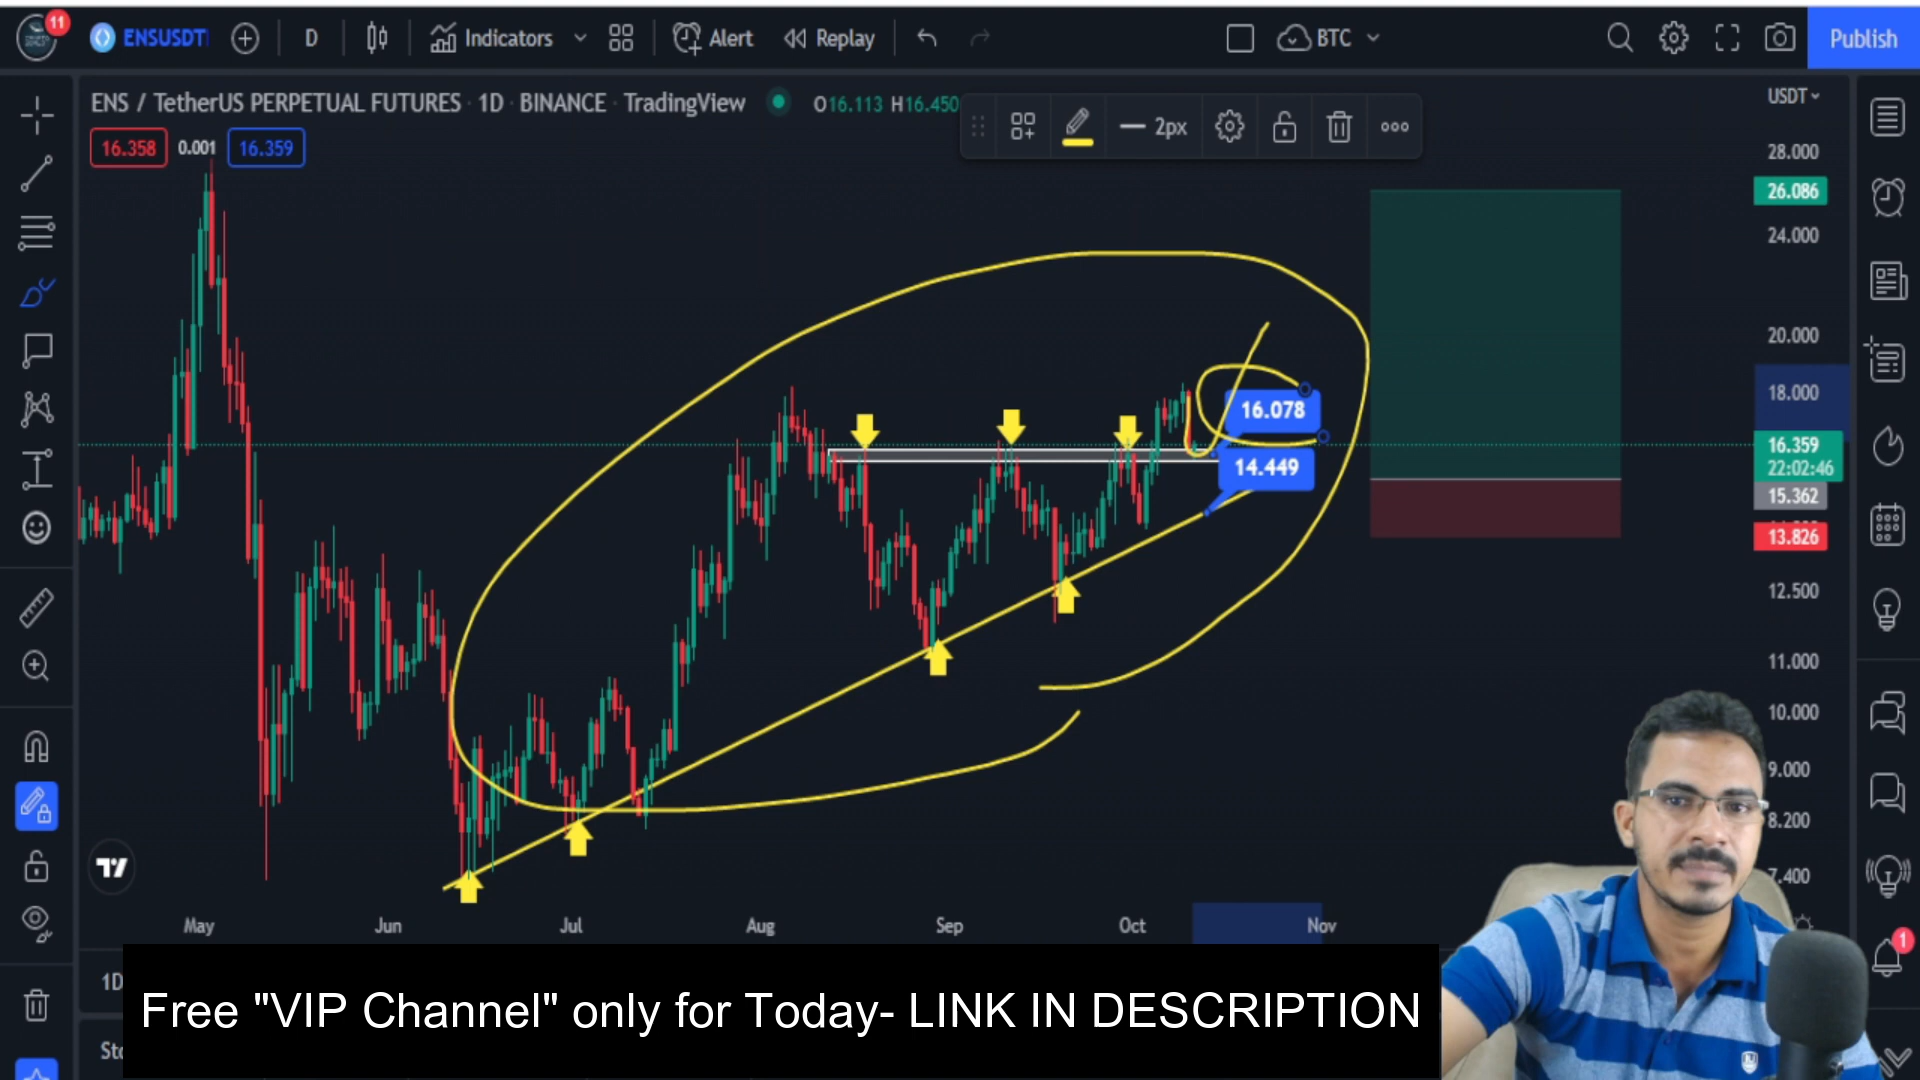 11
ENSUSDT
D
Indicators
Alert
Replay
BTC
Publish
ENS / TetherUS PERPETUAL FUTURES · 1D · BINANCE · TradingView
O16.113 H16.450
2px
USDT
16.358
0.001
16.359
28.000
26.086
24.000
20.000
18.000
16.078
16.359
22:02:46
14.449
15.362
13.826
12.500
11.000
10.000
9.000
8.200
7.400
May
Jun
Jul
Aug
Sep
Oct
Nov
1
1D
Free "VIP Channel" only for Today- LINK IN DESCRIPTION